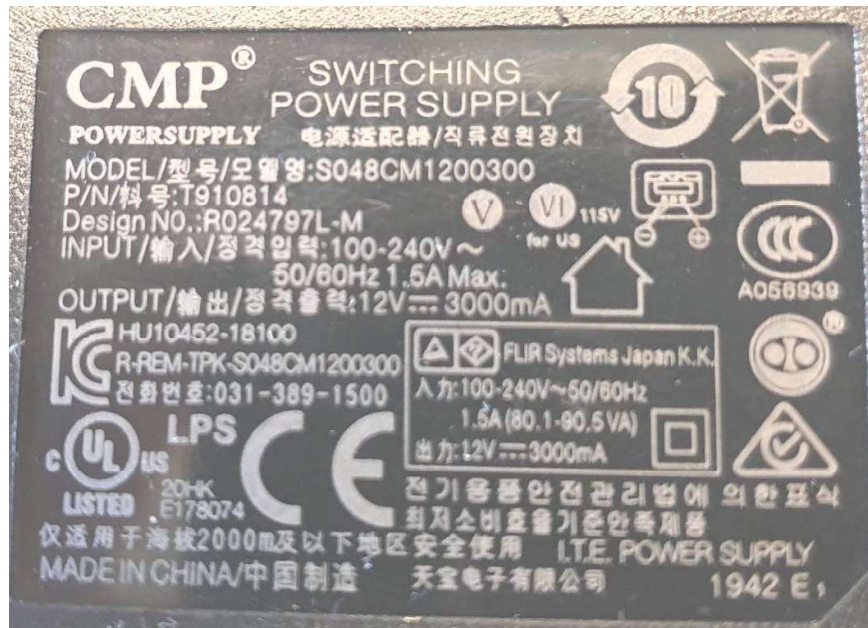 CMP®
POWERSUPPLY
SWITCHING
POWER SUPPLY
电源适配器/직류전원장치
10
MODEL/型号/모델명:S048CM1200300
P/N/料号:T910814
Design N0.:R024797L-M
V
VI 115V
for US
INPUT/输入/정격입력:100-240V～
50/60Hz 1.5A Max.
OUTPUT/输出/정격출력:12V⎓3000mA
CCC
A056939
HU10452-18100
R-REM-TPK-S048CM1200300
전화번호:031-389-1500
PSE
FLIR Systems Japan K.K.
入力:100-240V～50/60Hz
1.5A(80.1-90.5VA)
出力:12V⎓3000mA
®
C UL US
LISTED
LPS
20HK
E178074
CE
전기용품안전관리법에 의한표시
최저소비효율기준만족제품
仅适用于海拔2000m及以下地区安全使用
I.T.E. POWER SUPPLY
MADE IN CHINA/中国制造
天宝电子有限公司
1942 E1